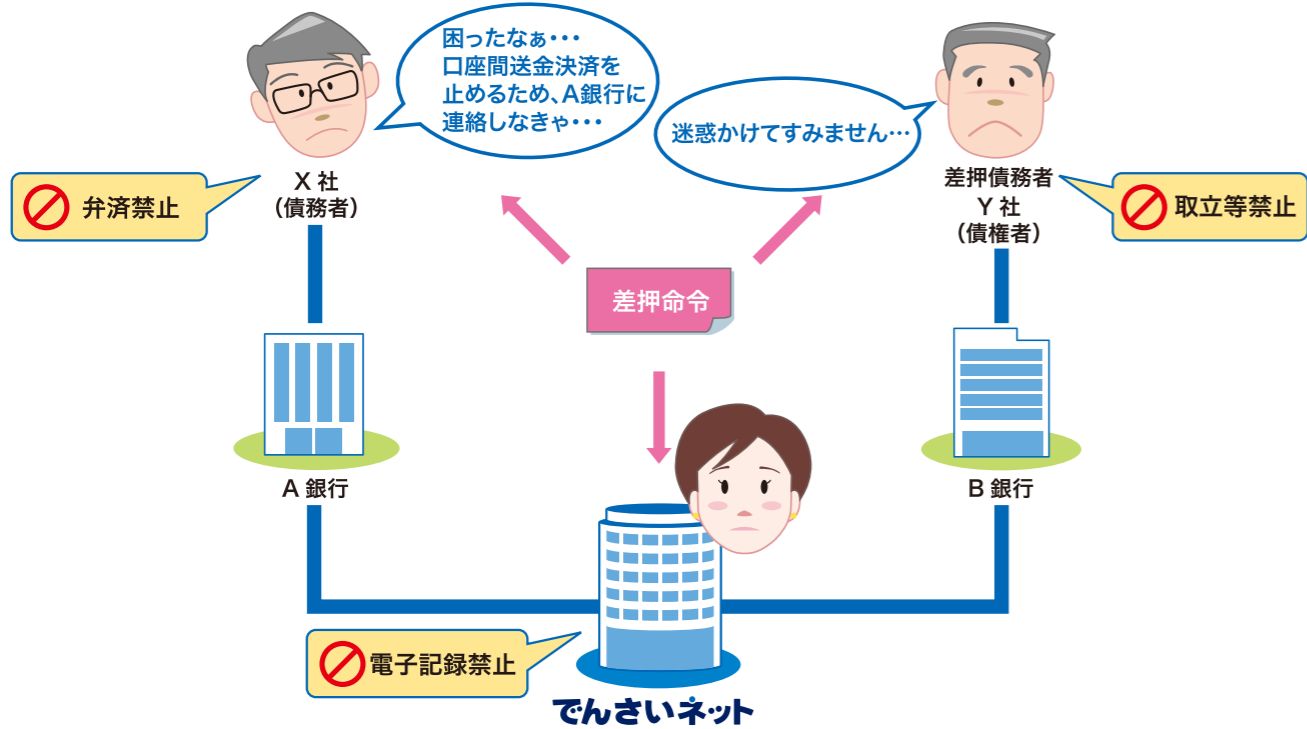 困ったなぁ・・・
口座間送金決済を
止めるため、A銀行に
連絡しなきゃ・・・
迷惑かけてすみません…
弁済禁止
X 社
（債務者）
差押債務者
Y 社
（債権者）
取立等禁止
差押命令
A 銀行
B 銀行
電子記録禁止
でんさいネット